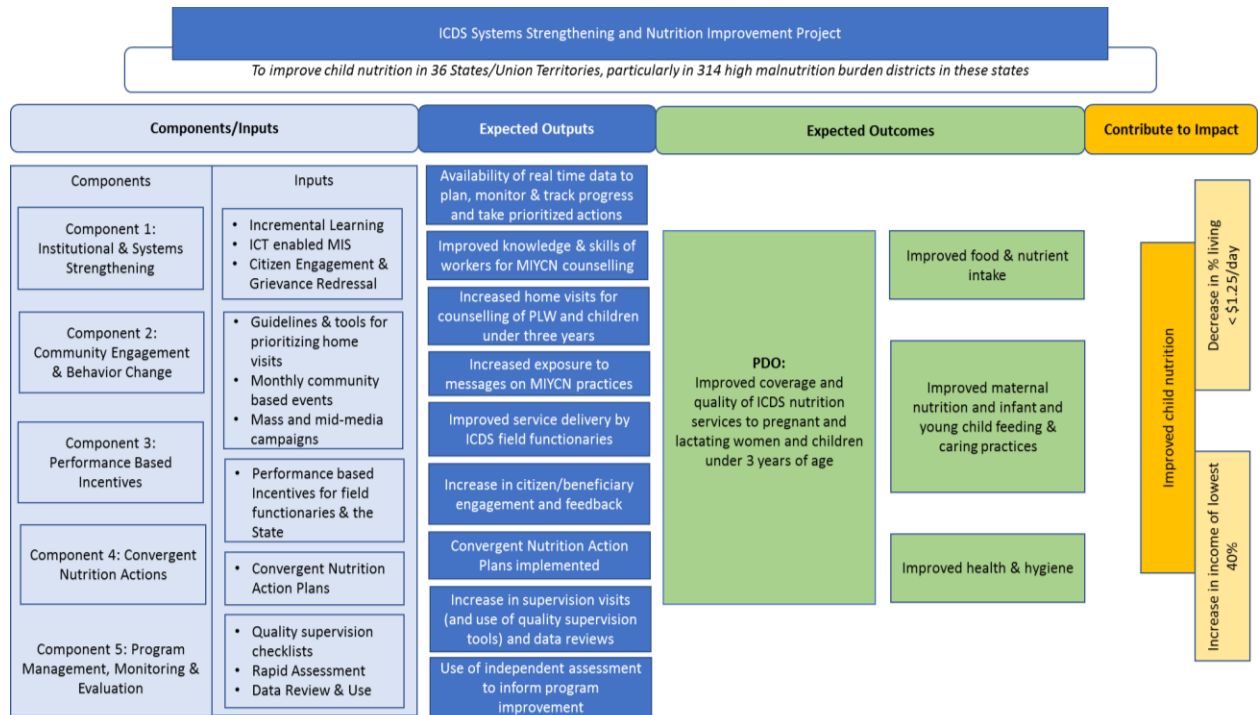 ICDS Systems Strengthening and Nutrition Improvement Project
To improve child nutrition in 36 States/Union Territories, particularly in 314 high malnutrition burden districts in these states
Components/Inputs
Expected Outputs
Expected Outcomes
Contribute to Impact
Components
Component 1:
Institutional & Systems
Strengthening
Component 2:
Community Engagement
& Behavior Change
Component 3:
Performance Based
Incentives
Component 4: Convergent
Nutrition Actions
Component 5: Program
Management, Monitoring &
Evaluation
Inputs
• Incremental Learning
• ICT enabled MIS
• Citizen Engagement &
Grievance Redressal
• Guidelines & tools for
prioritizing home
visits
• Monthly community
based events
• Mass and mid-media
campaigns
• Performance based
Incentives for field
functionaries & the
State
• Convergent Nutrition
Action Plans
• Quality supervision
checklists
• Rapid Assessment
• Data Review & Use
Availability of real time data to
plan, monitor & track progress
and take prioritized actions
Improved knowledge & skills of
workers for MIYCN counselling
Increased home visits for
counselling of PLW and children
under three years
Increased exposure to
messages on MIYCN practices
Improved service delivery by
ICDS field functionaries
Increase in citizen/beneficiary
engagement and feedback
Convergent Nutrition Action
Plans implemented
Increase in supervision visits
(and use of quality supervision
tools) and data reviews
Use of independent assessment
to inform program
improvement
PDO:
Improved coverage and
quality of ICDS nutrition
services to pregnant and
lactating women and children
under 3 years of age
Improved food & nutrient
intake
Improved maternal
nutrition and infant and
young child feeding &
caring practices
Improved health & hygiene
Improved child nutrition
Decrease in % living
< $1.25/day
Increase in income of lowest
40%